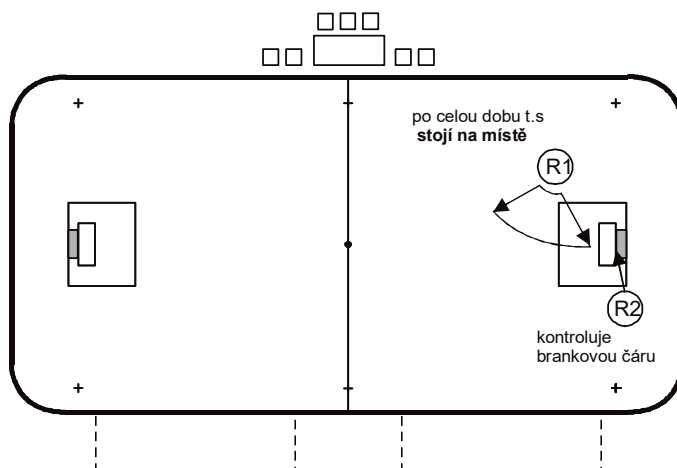 po celou dobu t.s
stojí na místě
R1
R2
kontroluje
brankovou čáru